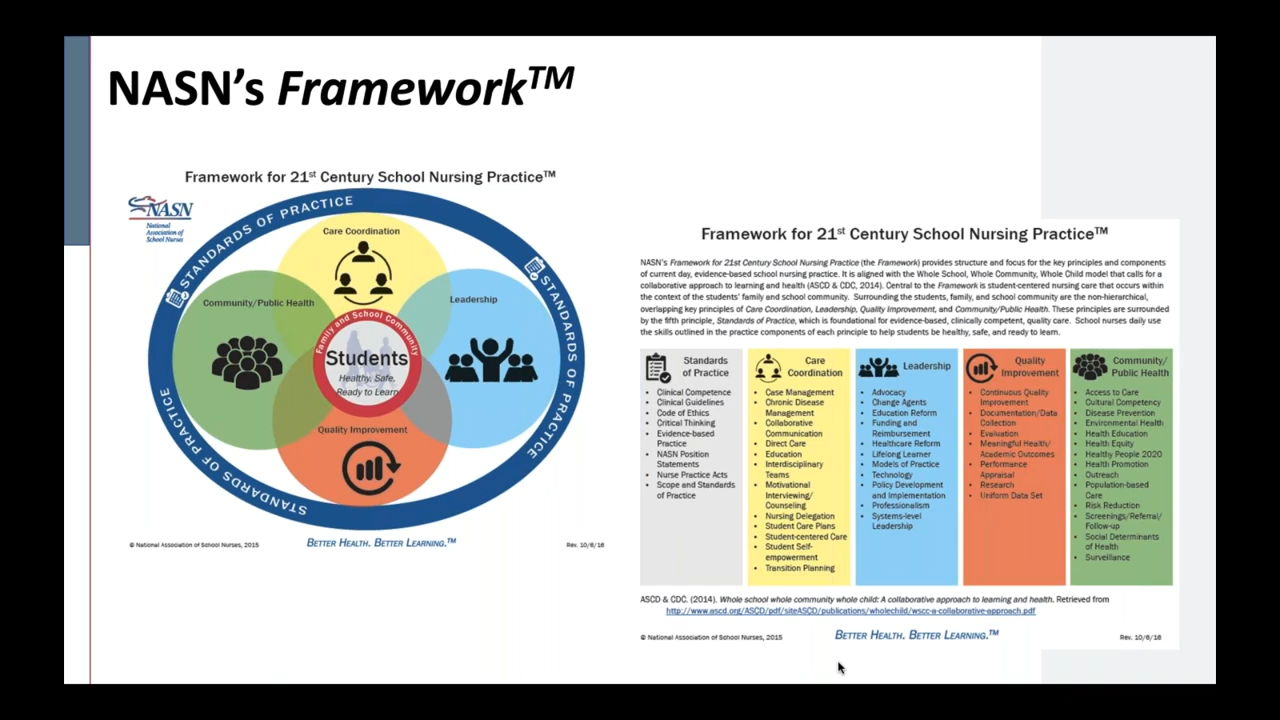 NASN's Framework™
Framework for 21st Century School Nursing Practice™
NASN
National
Association of
School Nurses
STANDARDS OF PRACTICE
STANDARDS OF PRACTICE
STANDARDS OF PRACTICE
Care Coordination
Community/Public Health
Leadership
Family and School Community
Students
Healthy, Safe,
Ready to Learn
Quality Improvement
© National Association of School Nurses, 2015
BETTER HEALTH. BETTER LEARNING.™
Rev. 10/6/16
Framework for 21st Century School Nursing Practice™
NASN's Framework for 21st Century School Nursing Practice (the Framework) provides structure and focus for the key principles and components
of current day, evidence-based school nursing practice. It is aligned with the Whole School, Whole Community, Whole Child model that calls for a
collaborative approach to learning and health (ASCD & CDC, 2014). Central to the Framework is student-centered nursing care that occurs within
the context of the students' family and school community. Surrounding the students, family, and school community are the non-hierarchical,
overlapping key principles of Care Coordination, Leadership, Quality Improvement, and Community/Public Health. These principles are surrounded
by the fifth principle, Standards of Practice, which is foundational for evidence-based, clinically competent, quality care. School nurses daily use
the skills outlined in the practice components of each principle to help students be healthy, safe, and ready to learn.
Standards
of Practice
• Clinical Competence
• Clinical Guidelines
• Code of Ethics
• Critical Thinking
• Evidence-based
Practice
• NASN Position
Statements
• Nurse Practice Acts
• Scope and Standards
of Practice
Care
Coordination
• Case Management
• Chronic Disease
Management
• Collaborative
Communication
• Direct Care
• Education
• Interdisciplinary
Teams
• Motivational
Interviewing/
Counseling
• Nursing Delegation
• Student Care Plans
• Student-centered Care
• Student Self-
empowerment
• Transition Planning
Leadership
• Advocacy
• Change Agents
• Education Reform
• Funding and
Reimbursement
• Healthcare Reform
• Lifelong Learner
• Models of Practice
• Technology
• Policy Development
and Implementation
• Professionalism
• Systems-level
Leadership
Quality
Improvement
• Continuous Quality
Improvement
• Documentation/Data
Collection
• Evaluation
• Meaningful Health/
Academic Outcomes
• Performance
Appraisal
• Research
• Uniform Data Set
Community/
Public Health
• Access to Care
• Cultural Competency
• Disease Prevention
• Environmental Health
• Health Education
• Health Equity
• Healthy People 2020
• Health Promotion
• Outreach
• Population-based
Care
• Risk Reduction
• Screenings/Referral/
Follow-up
• Social Determinants
of Health
• Surveillance
ASCD & CDC. (2014). Whole school whole community whole child: A collaborative approach to learning and health. Retrieved from
http://www.ascd.org/ASCD/pdf/siteASCD/publications/wholechild/wscc-a-collaborative-approach.pdf
© National Association of School Nurses, 2015
BETTER HEALTH. BETTER LEARNING.™
Rev. 10/6/16